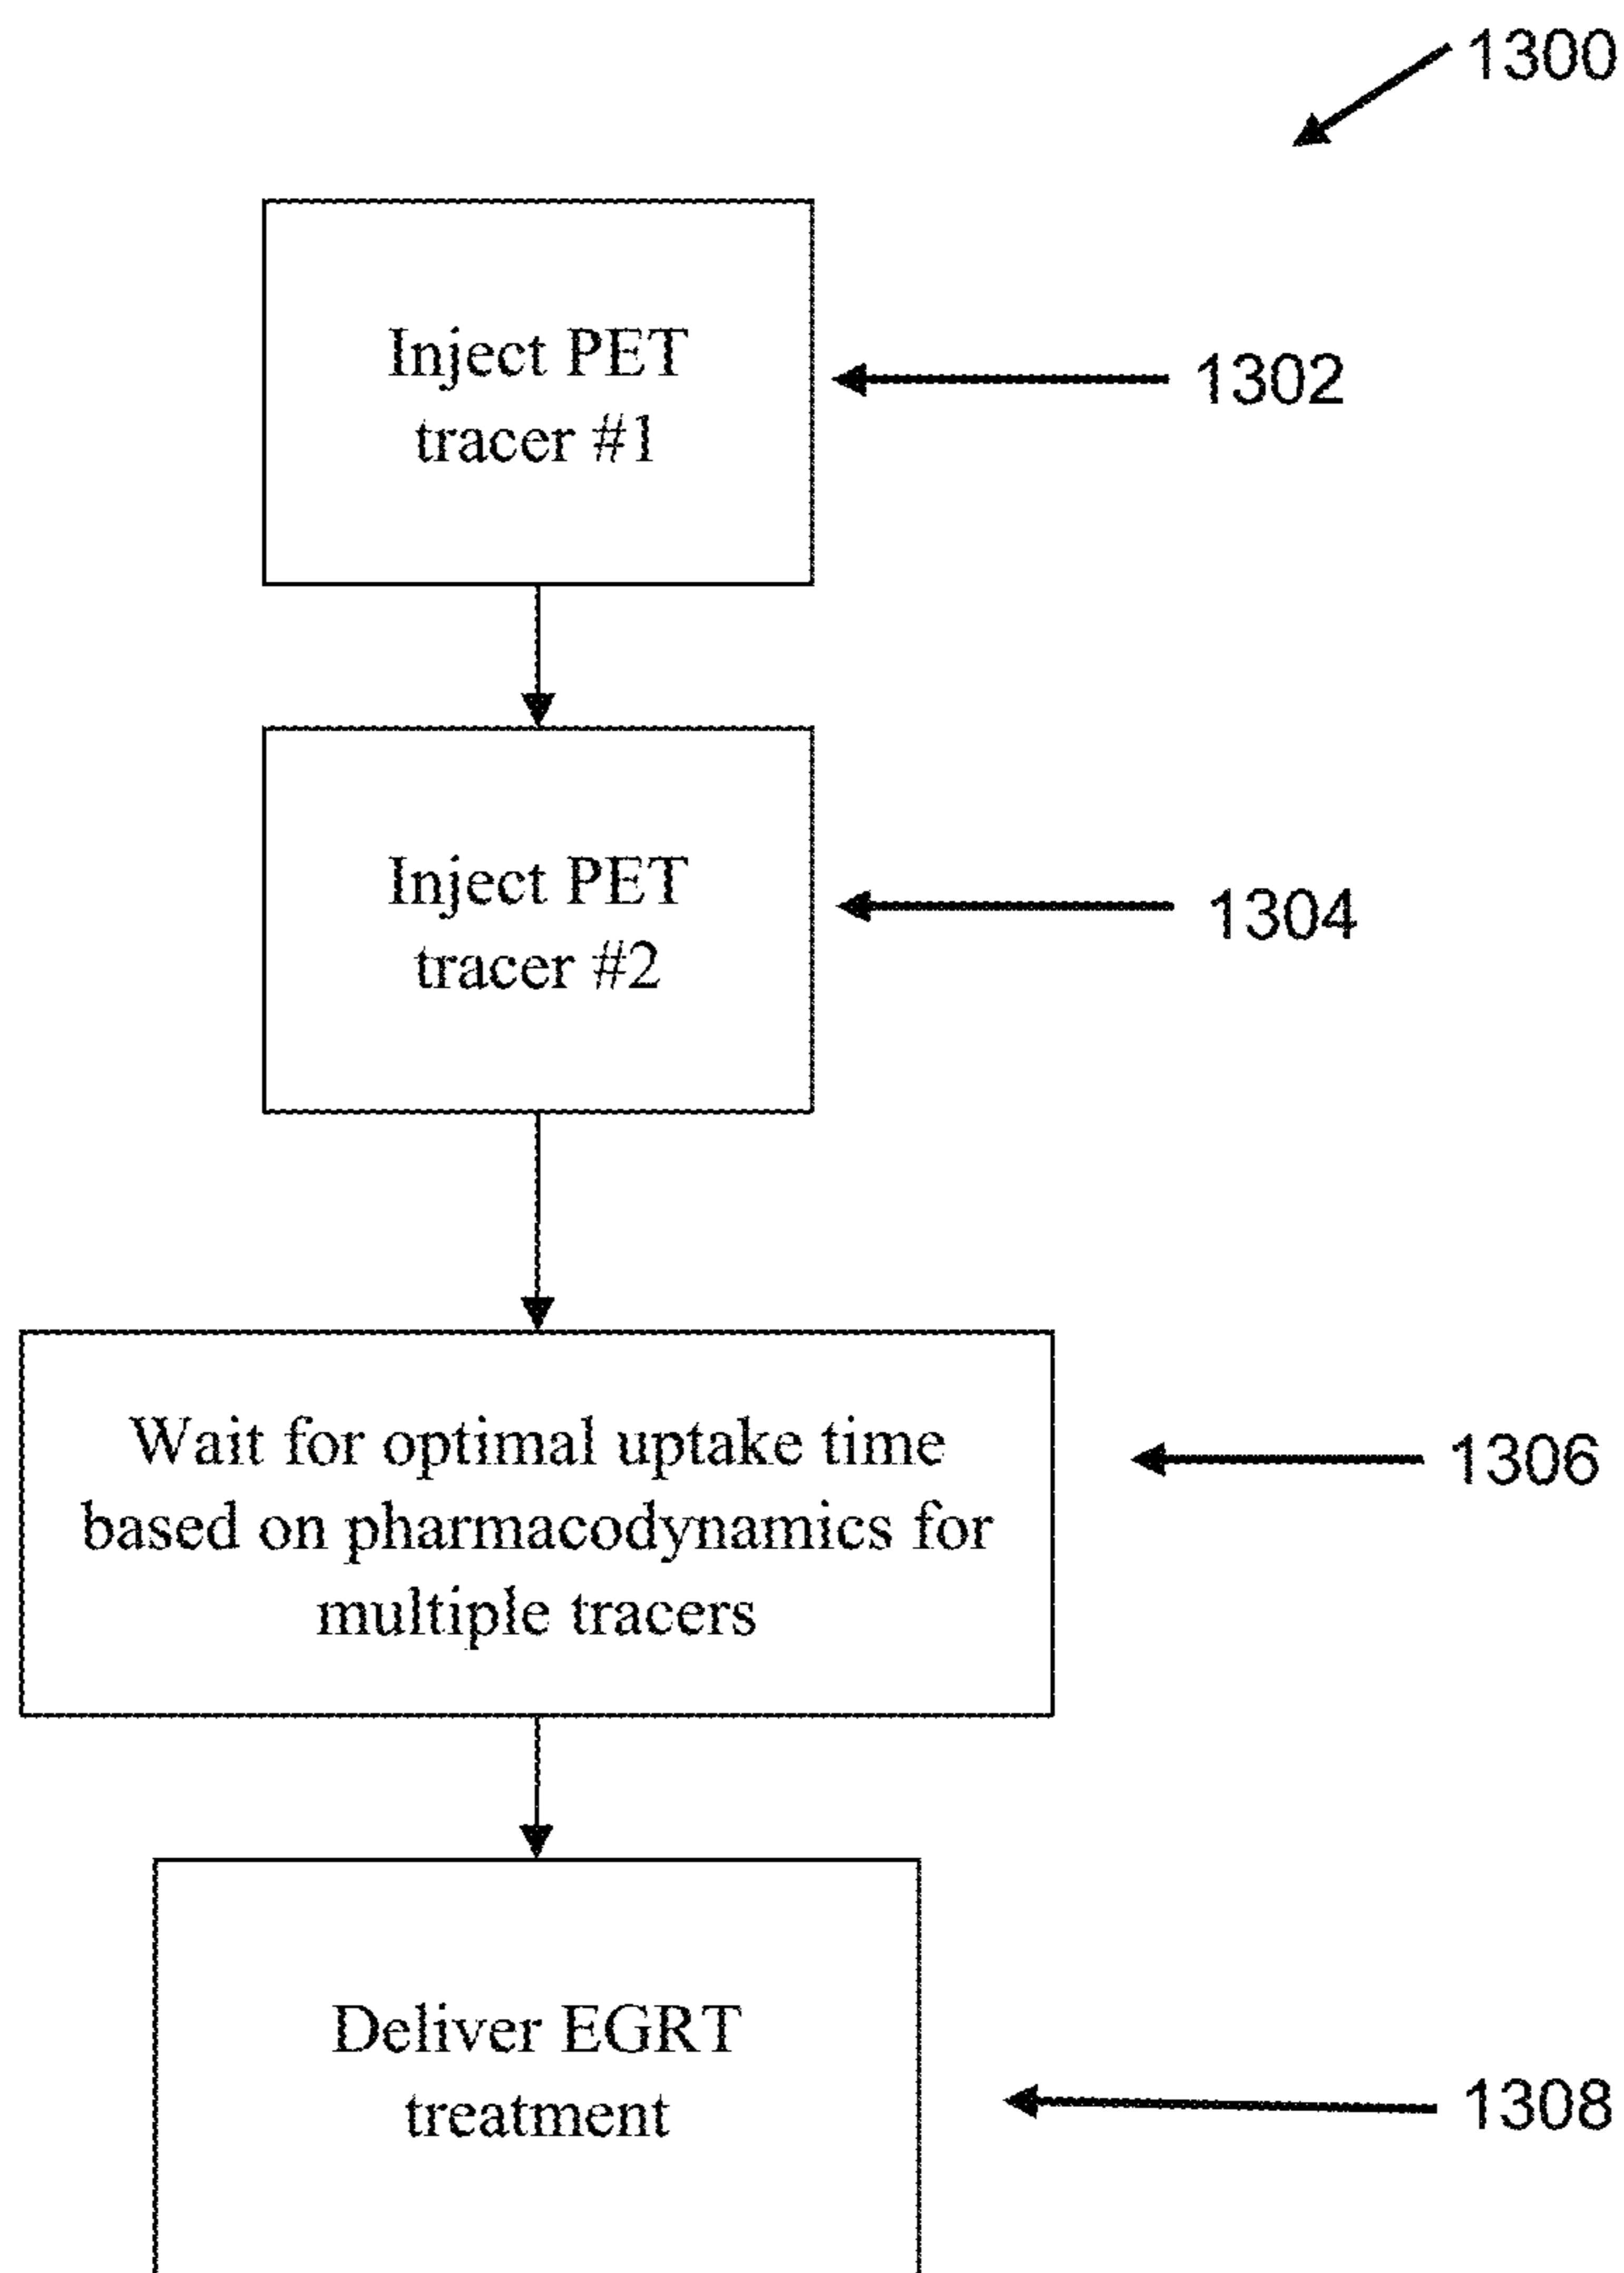 1300
Inject PET
tracer #1
1302
Inject PET
tracer #2
1304
Wait for optimal uptake time
based on pharmacodynamics for
multiple tracers
1306
Deliver EGRT
treatment
1308